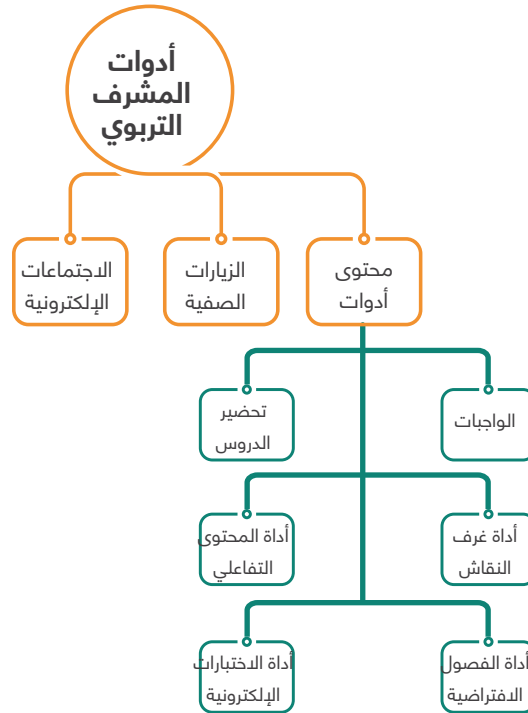 أدوات
المشرف
التربوي
محتوى
أدوات
الزيارات
الصفية
الاجتماعات
الإلكترونية
الواجبات
تحضير
الدروس
أداة غرف
النقاش
أداة المحتوى
التفاعلي
أداة الفصول
الافتراضية
أداة الاختبارات
الإلكترونية